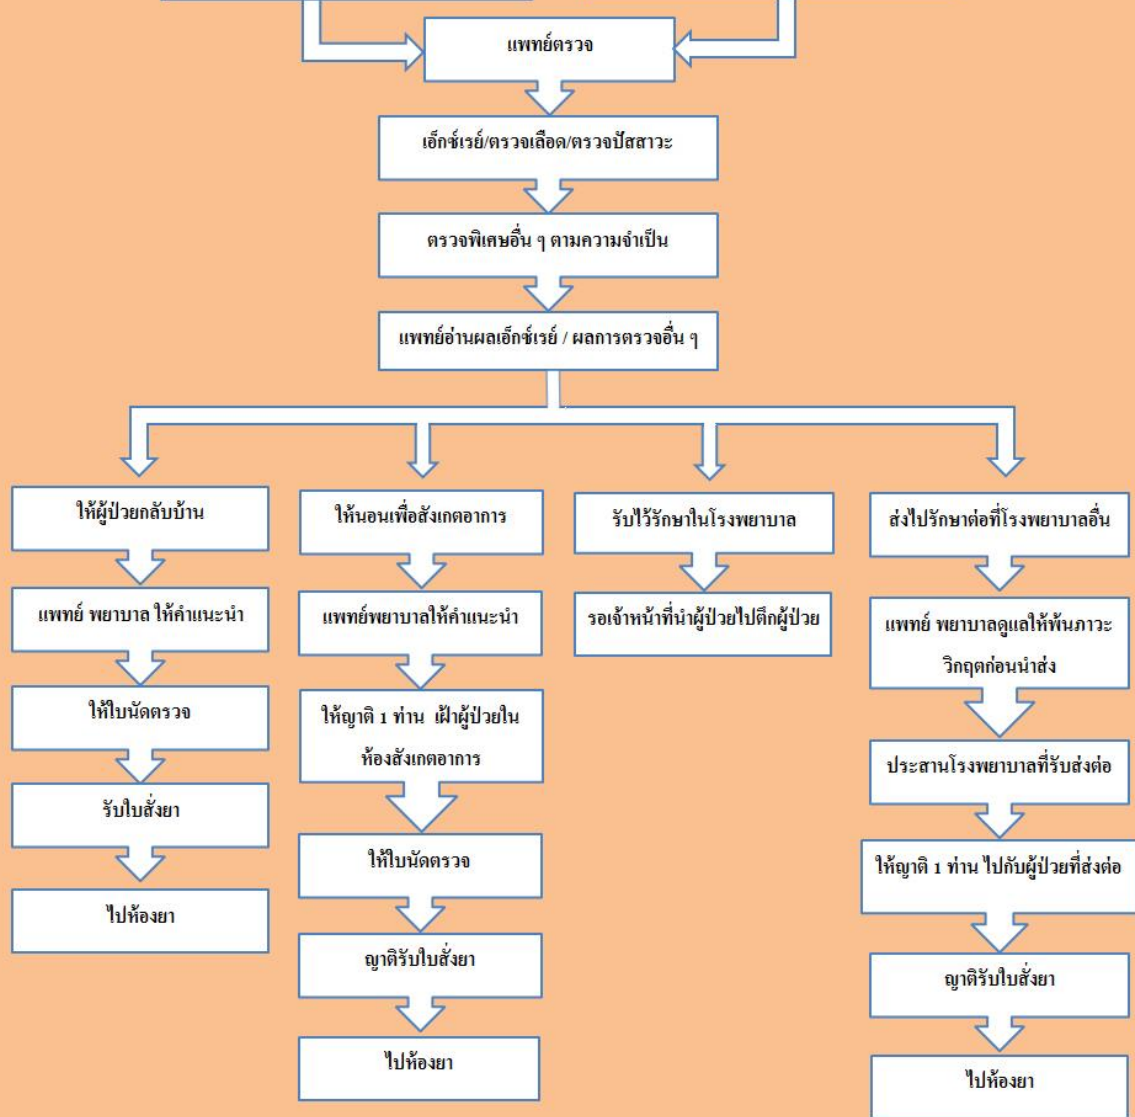 แพทย์ตรวจ
เอ็กซ์เรย์/ตรวจเลือด/ตรวจปัสสาวะ
ตรวจพิเศษอื่น ๆ ตามความจำเป็น
แพทย์อ่านผลเอ็กซ์เรย์ / ผลการตรวจอื่น ๆ
ให้ผู้ป่วยกลับบ้าน
แพทย์ พยาบาล ให้คำแนะนำ
ให้ใบนัดตรวจ
รับใบสั่งยา
ไปห้องยา
ให้นอนเพื่อสังเกตอาการ
แพทย์พยาบาลให้คำแนะนำ
ให้ญาติ 1 ท่าน เฝ้าผู้ป่วยใน
ห้องสังเกตอาการ
ให้ใบนัดตรวจ
ญาติรับใบสั่งยา
ไปห้องยา
รับไว้รักษาในโรงพยาบาล
รอเจ้าหน้าที่นำผู้ป่วยไปตึกผู้ป่วย
ส่งไปรักษาต่อที่โรงพยาบาลอื่น
แพทย์ พยาบาลดูแลให้พ้นภาวะ
วิกฤตก่อนนำส่ง
ประสานโรงพยาบาลที่รับส่งต่อ
ให้ญาติ 1 ท่าน ไปกับผู้ป่วยที่ส่งต่อ
ญาติรับใบสั่งยา
ไปห้องยา